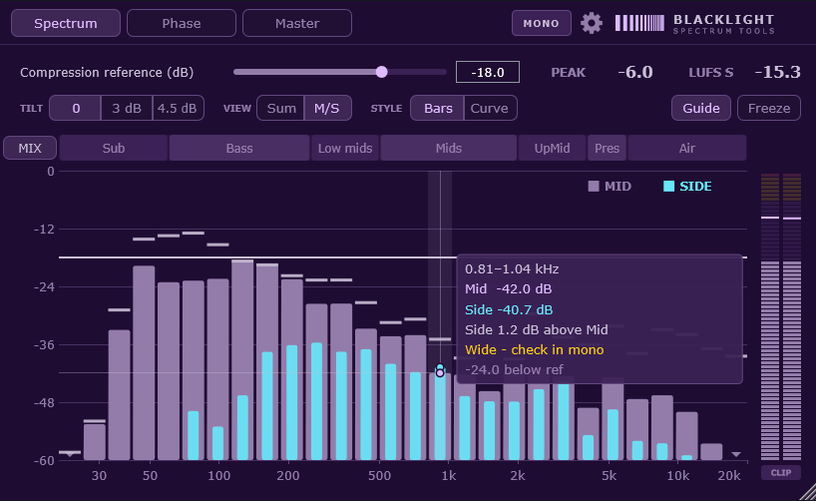 Spectrum Phase Master MONO BLACKLIGHT
SPECTRUM TOOLS
Compression reference (dB) -18.0 PEAK -6.0 LUFS S -15.3
TILT 0 3 dB 4.5 dB VIEW Sum M/S STYLE Bars Curve Guide Freeze
MIX Sub Bass Low mids Mids UpMid Pres Air
0
MID SIDE
-12
-24
-36
-48
-60
0.81–1.04 kHz
Mid -42.0 dB
Side -40.7 dB
Side 1.2 dB above Mid
Wide - check in mono
-24.0 below ref
30 50 100 200 500 1k 2k 5k 10k 20k
CLIP